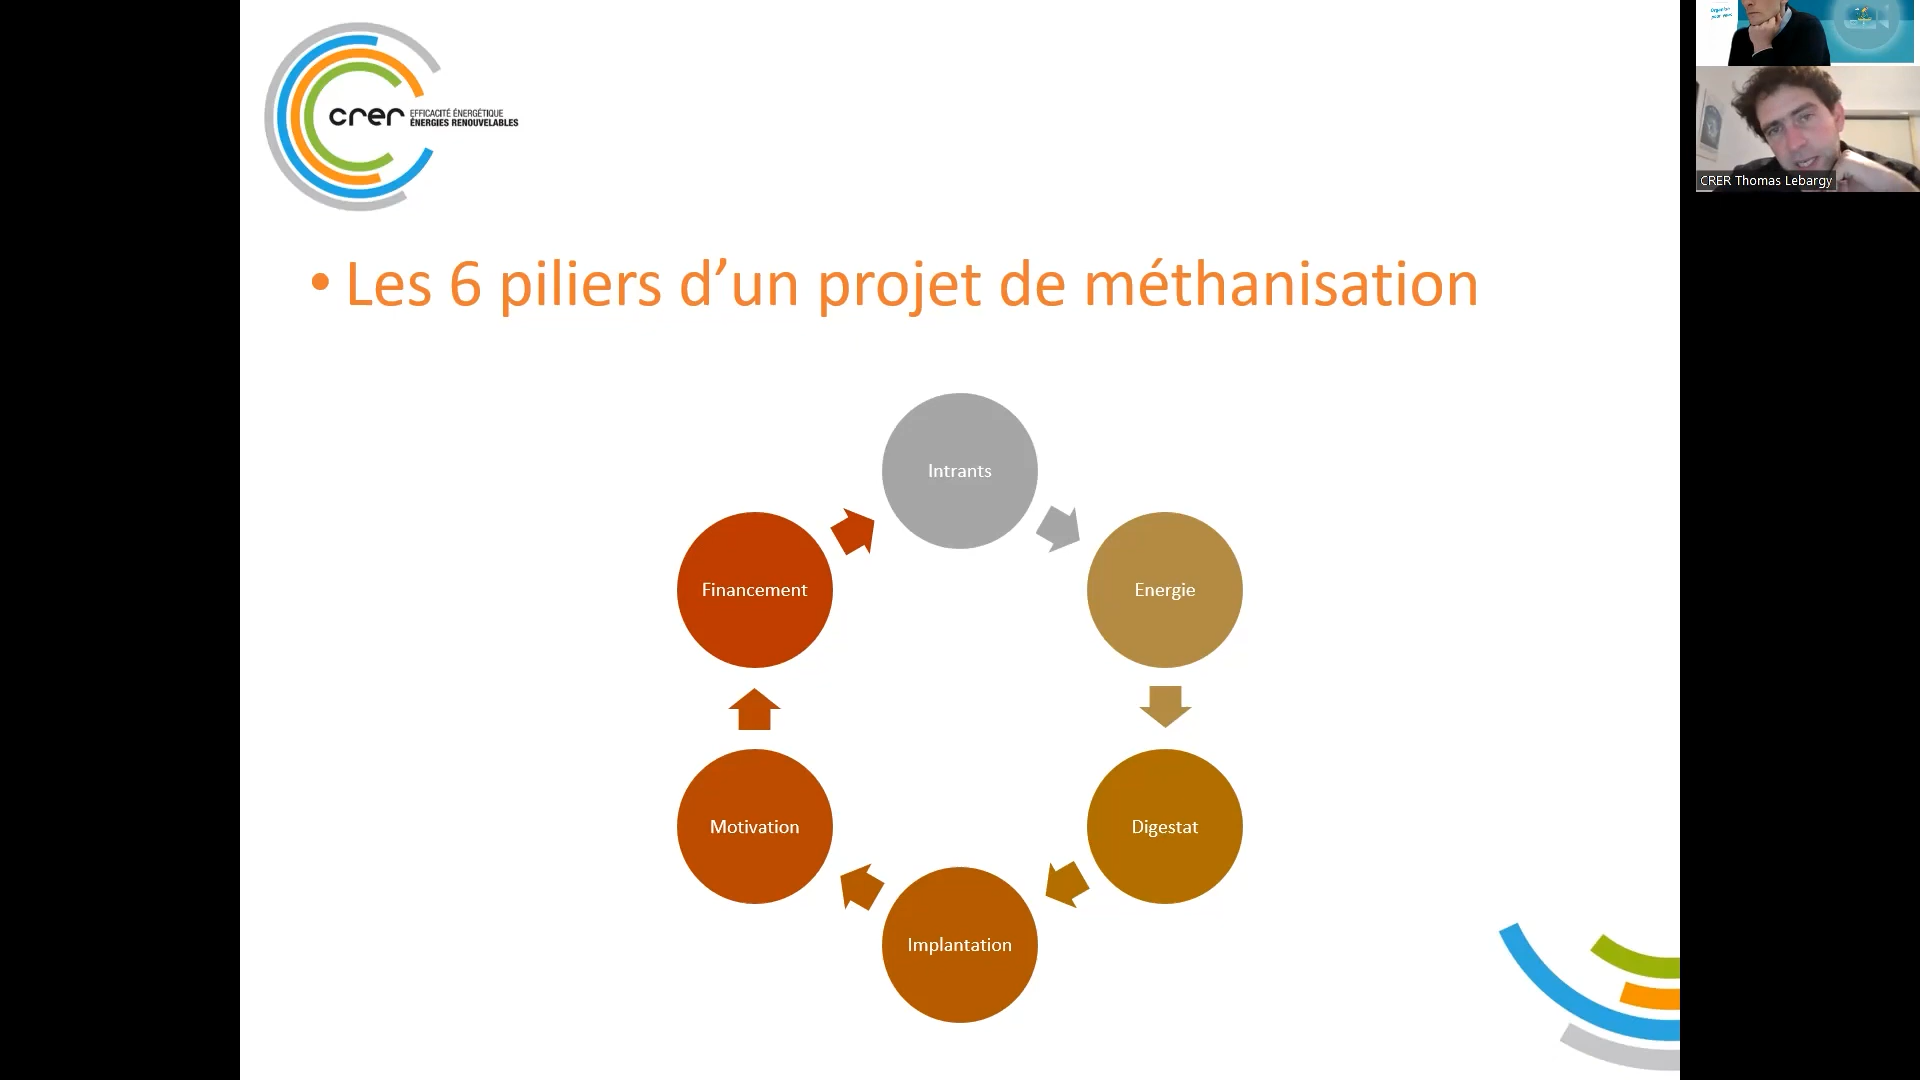 crer
EFFICACITÉ ÉNERGÉTIQUE
ÉNERGIES RENOUVELABLES
• Les 6 piliers d’un projet de méthanisation
Intrants
Energie
Digestat
Implantation
Motivation
Financement
CRER Thomas Lebargy